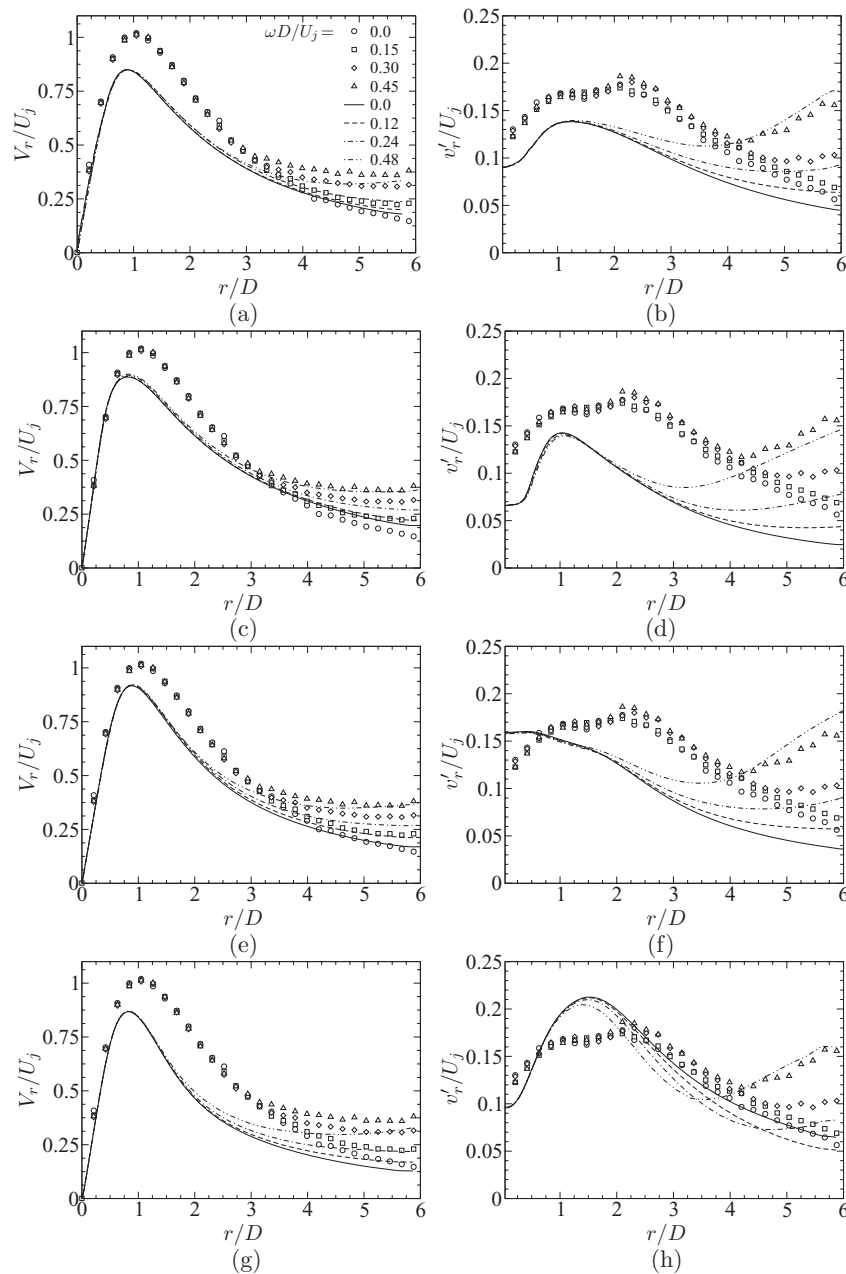 1
0.75
0.5
0.25
0
V_r/U_j
0 1 2 3 4 5 6
r/D
(a)
ωD/U_j =
0.0
0.15
0.30
0.45
0.0
0.12
0.24
0.48
0.25
0.2
0.15
0.1
0.05
0
v′_r/U_j
0 1 2 3 4 5 6
r/D
(b)
1
0.75
0.5
0.25
0
V_r/U_j
0 1 2 3 4 5 6
r/D
(c)
0.25
0.2
0.15
0.1
0.05
0
v′_r/U_j
0 1 2 3 4 5 6
r/D
(d)
1
0.75
0.5
0.25
0
V_r/U_j
0 1 2 3 4 5 6
r/D
(e)
0.25
0.2
0.15
0.1
0.05
0
v′_r/U_j
0 1 2 3 4 5 6
r/D
(f)
1
0.75
0.5
0.25
0
V_r/U_j
0 1 2 3 4 5 6
r/D
(g)
0.25
0.2
0.15
0.1
0.05
0
v′_r/U_j
0 1 2 3 4 5 6
r/D
(h)